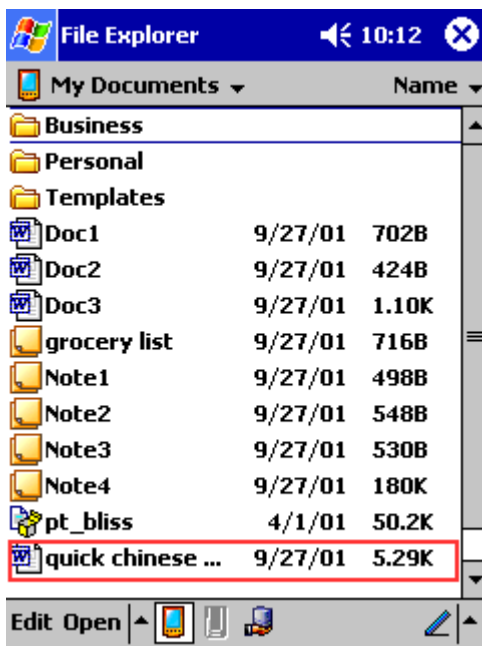 File Explorer 10:12
My Documents Name
Business
Personal
Templates
Doc1 9/27/01 702B
Doc2 9/27/01 424B
Doc3 9/27/01 1.10K
grocery list 9/27/01 716B
Note1 9/27/01 498B
Note2 9/27/01 548B
Note3 9/27/01 530B
Note4 9/27/01 180K
pt_bliss 4/1/01 50.2K
quick chinese ... 9/27/01 5.29K
Edit Open